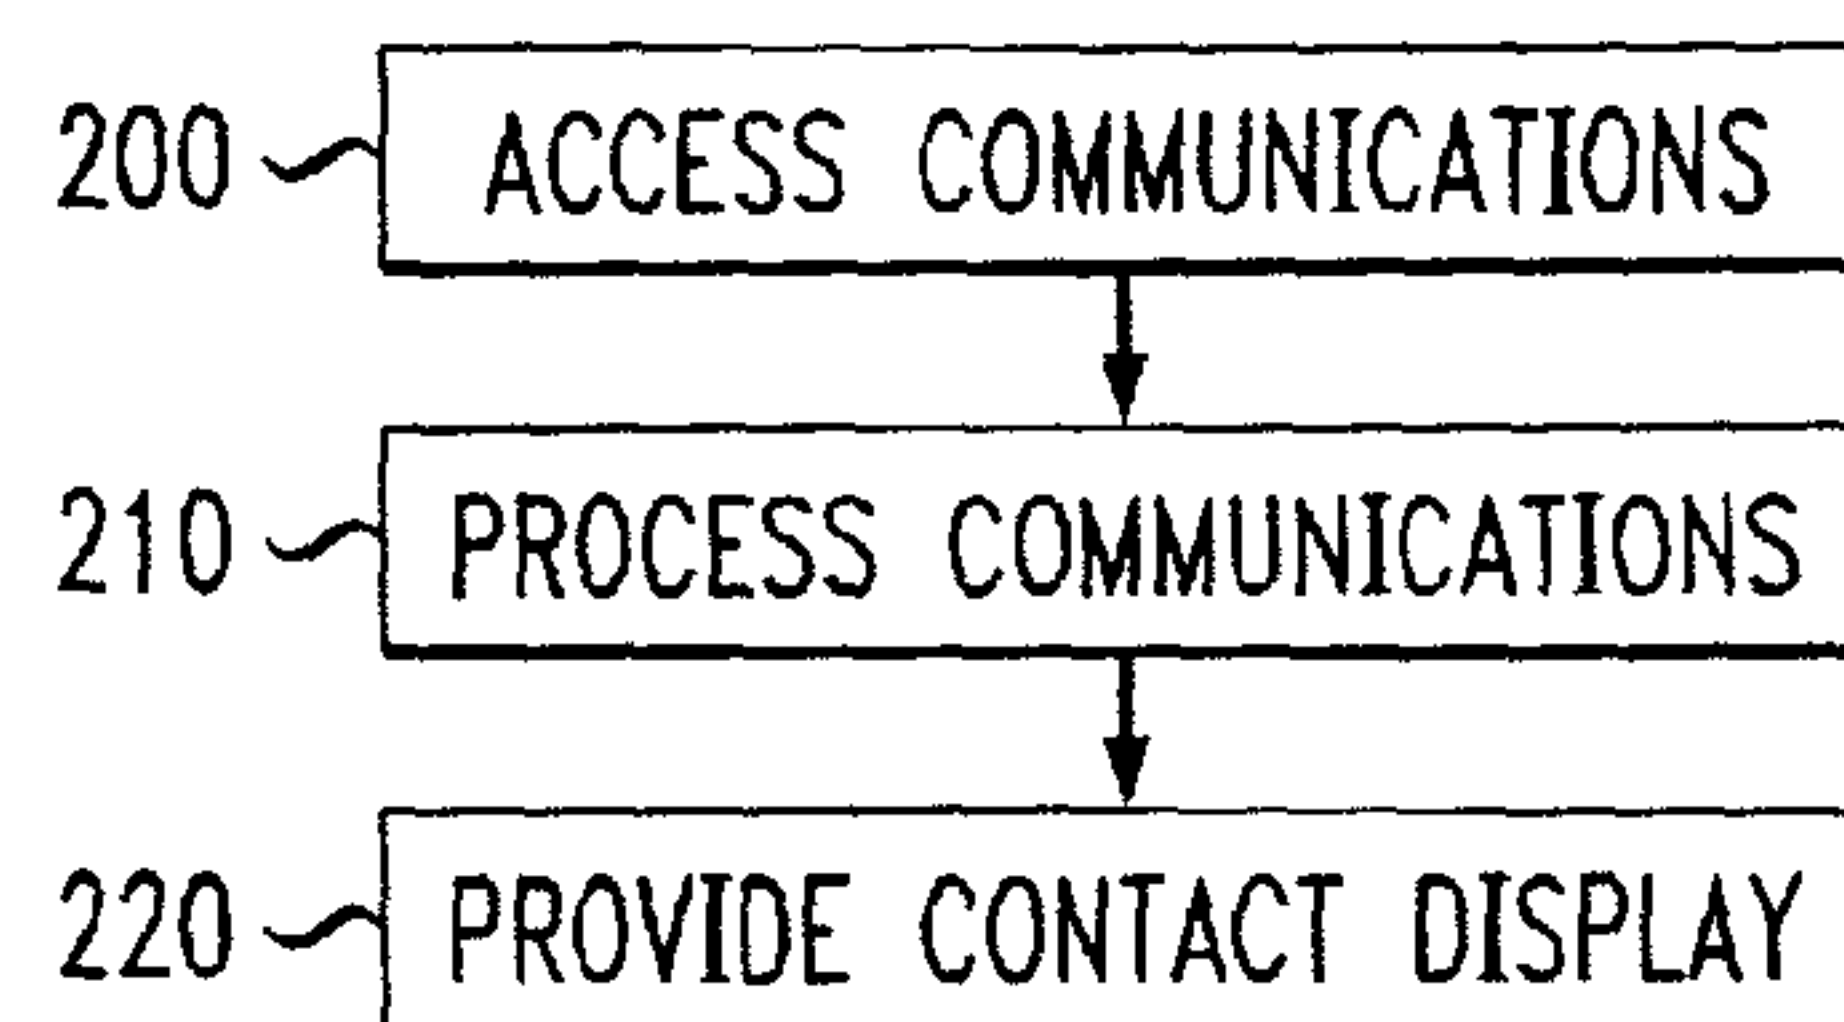 200 ACCESS COMMUNICATIONS
210 PROCESS COMMUNICATIONS
220 PROVIDE CONTACT DISPLAY